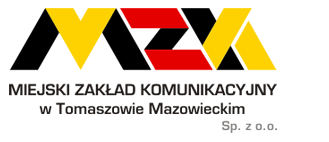 MZK
MIEJSKI ZAKŁAD KOMUNIKACYJNY
w Tomaszowie Mazowieckim
Sp. z o.o.